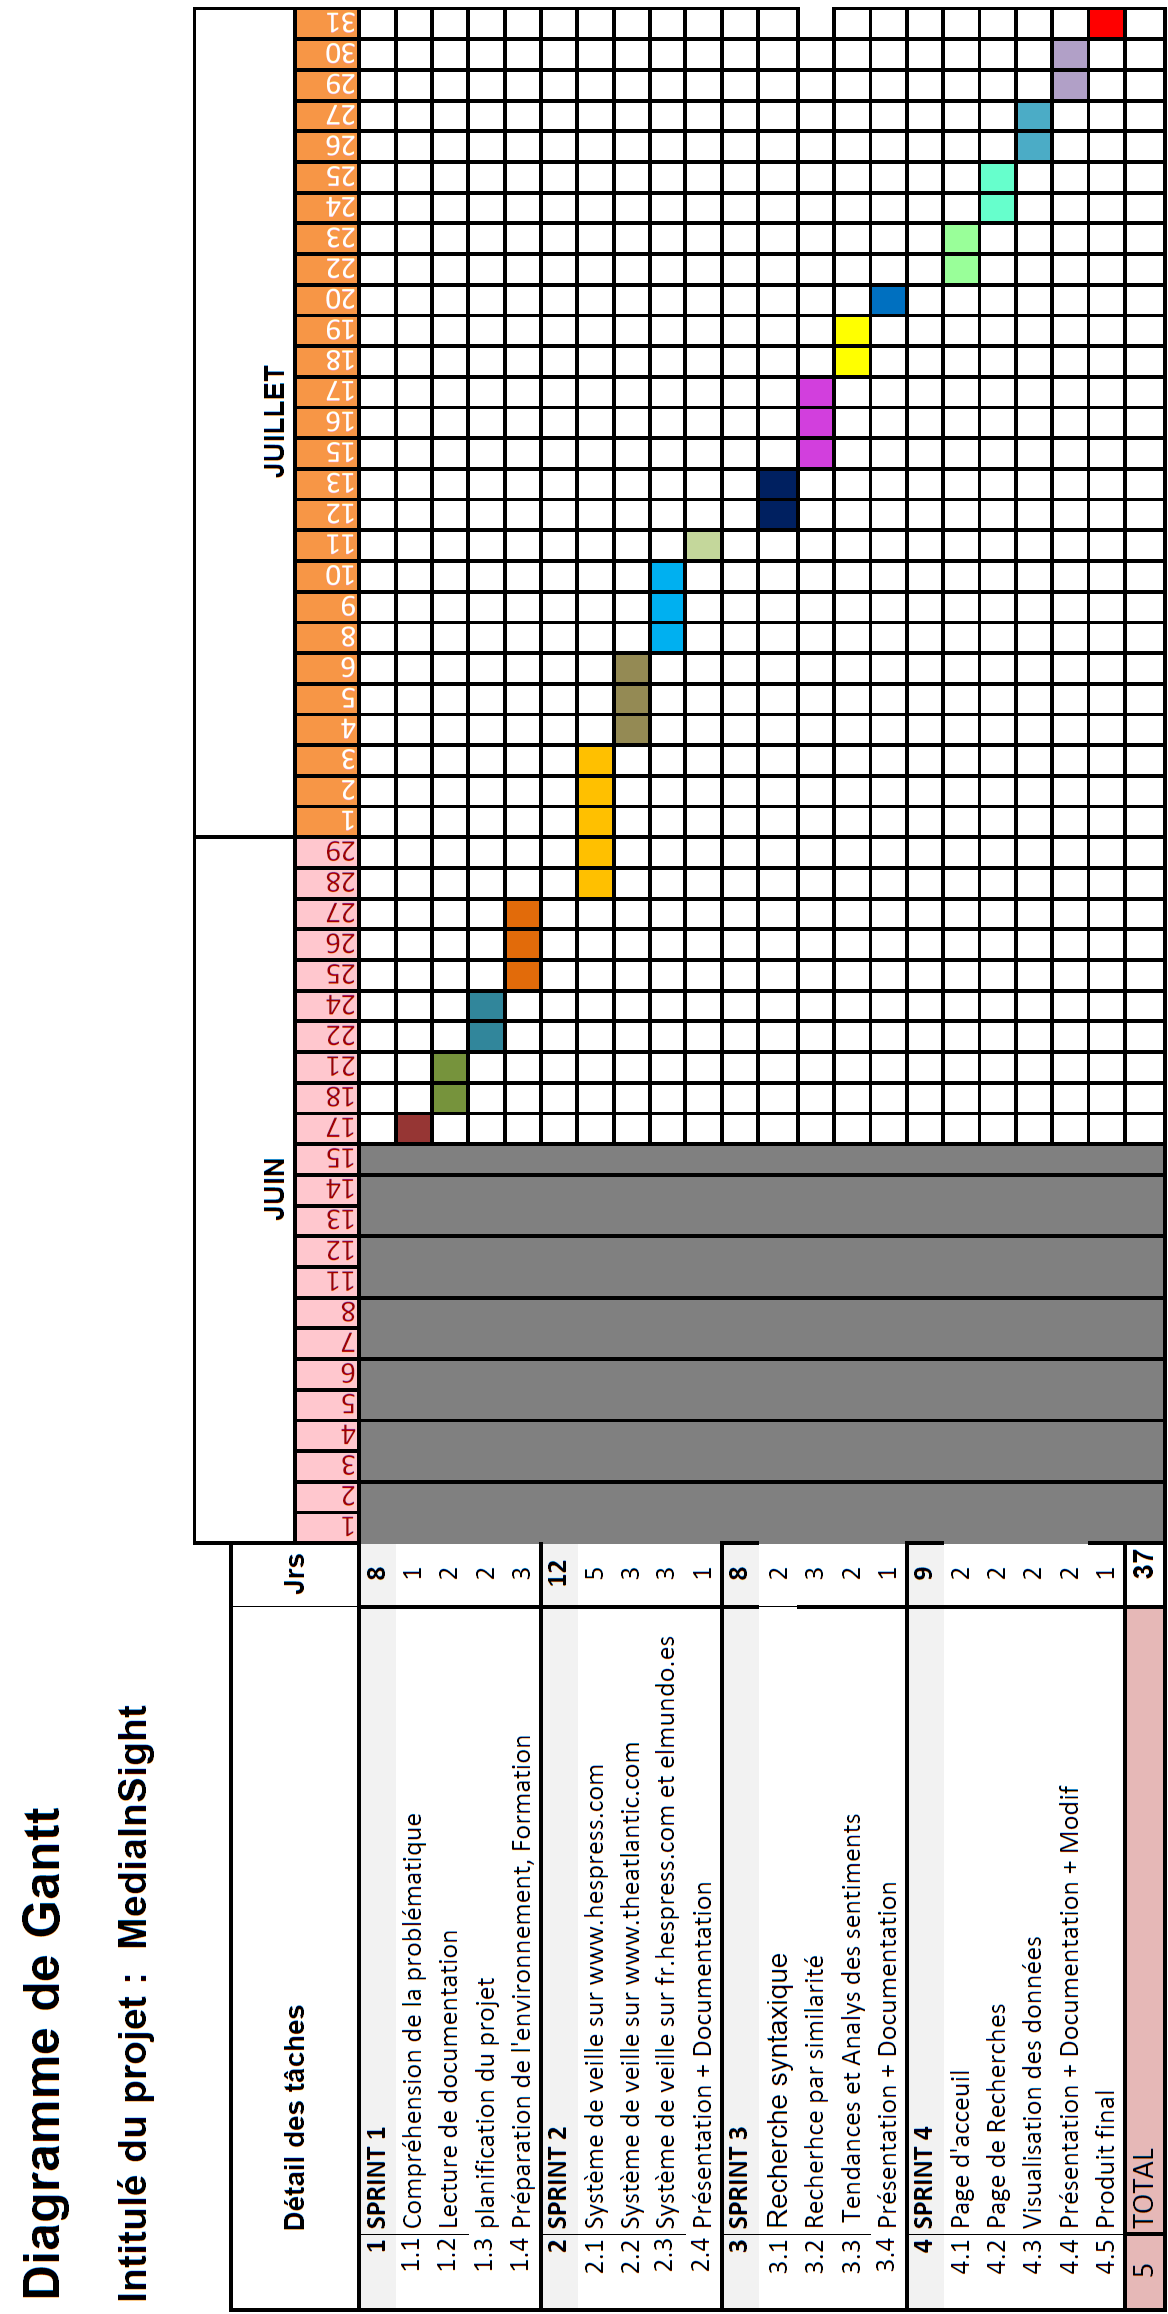 Diagramme de Gantt
Intitulé du projet : MediaInSight
JUIN JUILLET
Détail des tâches Jrs 1 2 3 4 5 6 7 8 11 12 13 14 15 17 18 21 22 24 25 26 27 28 29 1 2 3 4 5 6 8 9 10 11 12 13 15 16 17 18 19 20 22 23 24 25 26 27 29 30 31
1 SPRINT 1 8
1.1 Compréhension de la problématique 1
1.2 Lecture de documentation 2
1.3 planification du projet 2
1.4 Préparation de l'environnement, Formation 3
2 SPRINT 2 12
2.1 Système de veille sur www.hespress.com 5
2.2 Système de veille sur www.theatlantic.com 3
2.3 Système de veille sur fr.hespress.com et elmundo.es 3
2.4 Présentation + Documentation 1
3 SPRINT 3 8
3.1 Recherche syntaxique 2
3.2 Recherhce par similarité 3
3.3 Tendances et Analys des sentiments 2
3.4 Présentation + Documentation 1
4 SPRINT 4 9
4.1 Page d'acceuil 2
4.2 Page de Recherches 2
4.3 Visualisation des données 2
4.4 Présentation + Documentation + Modif 2
4.5 Produit final 1
5 TOTAL 37